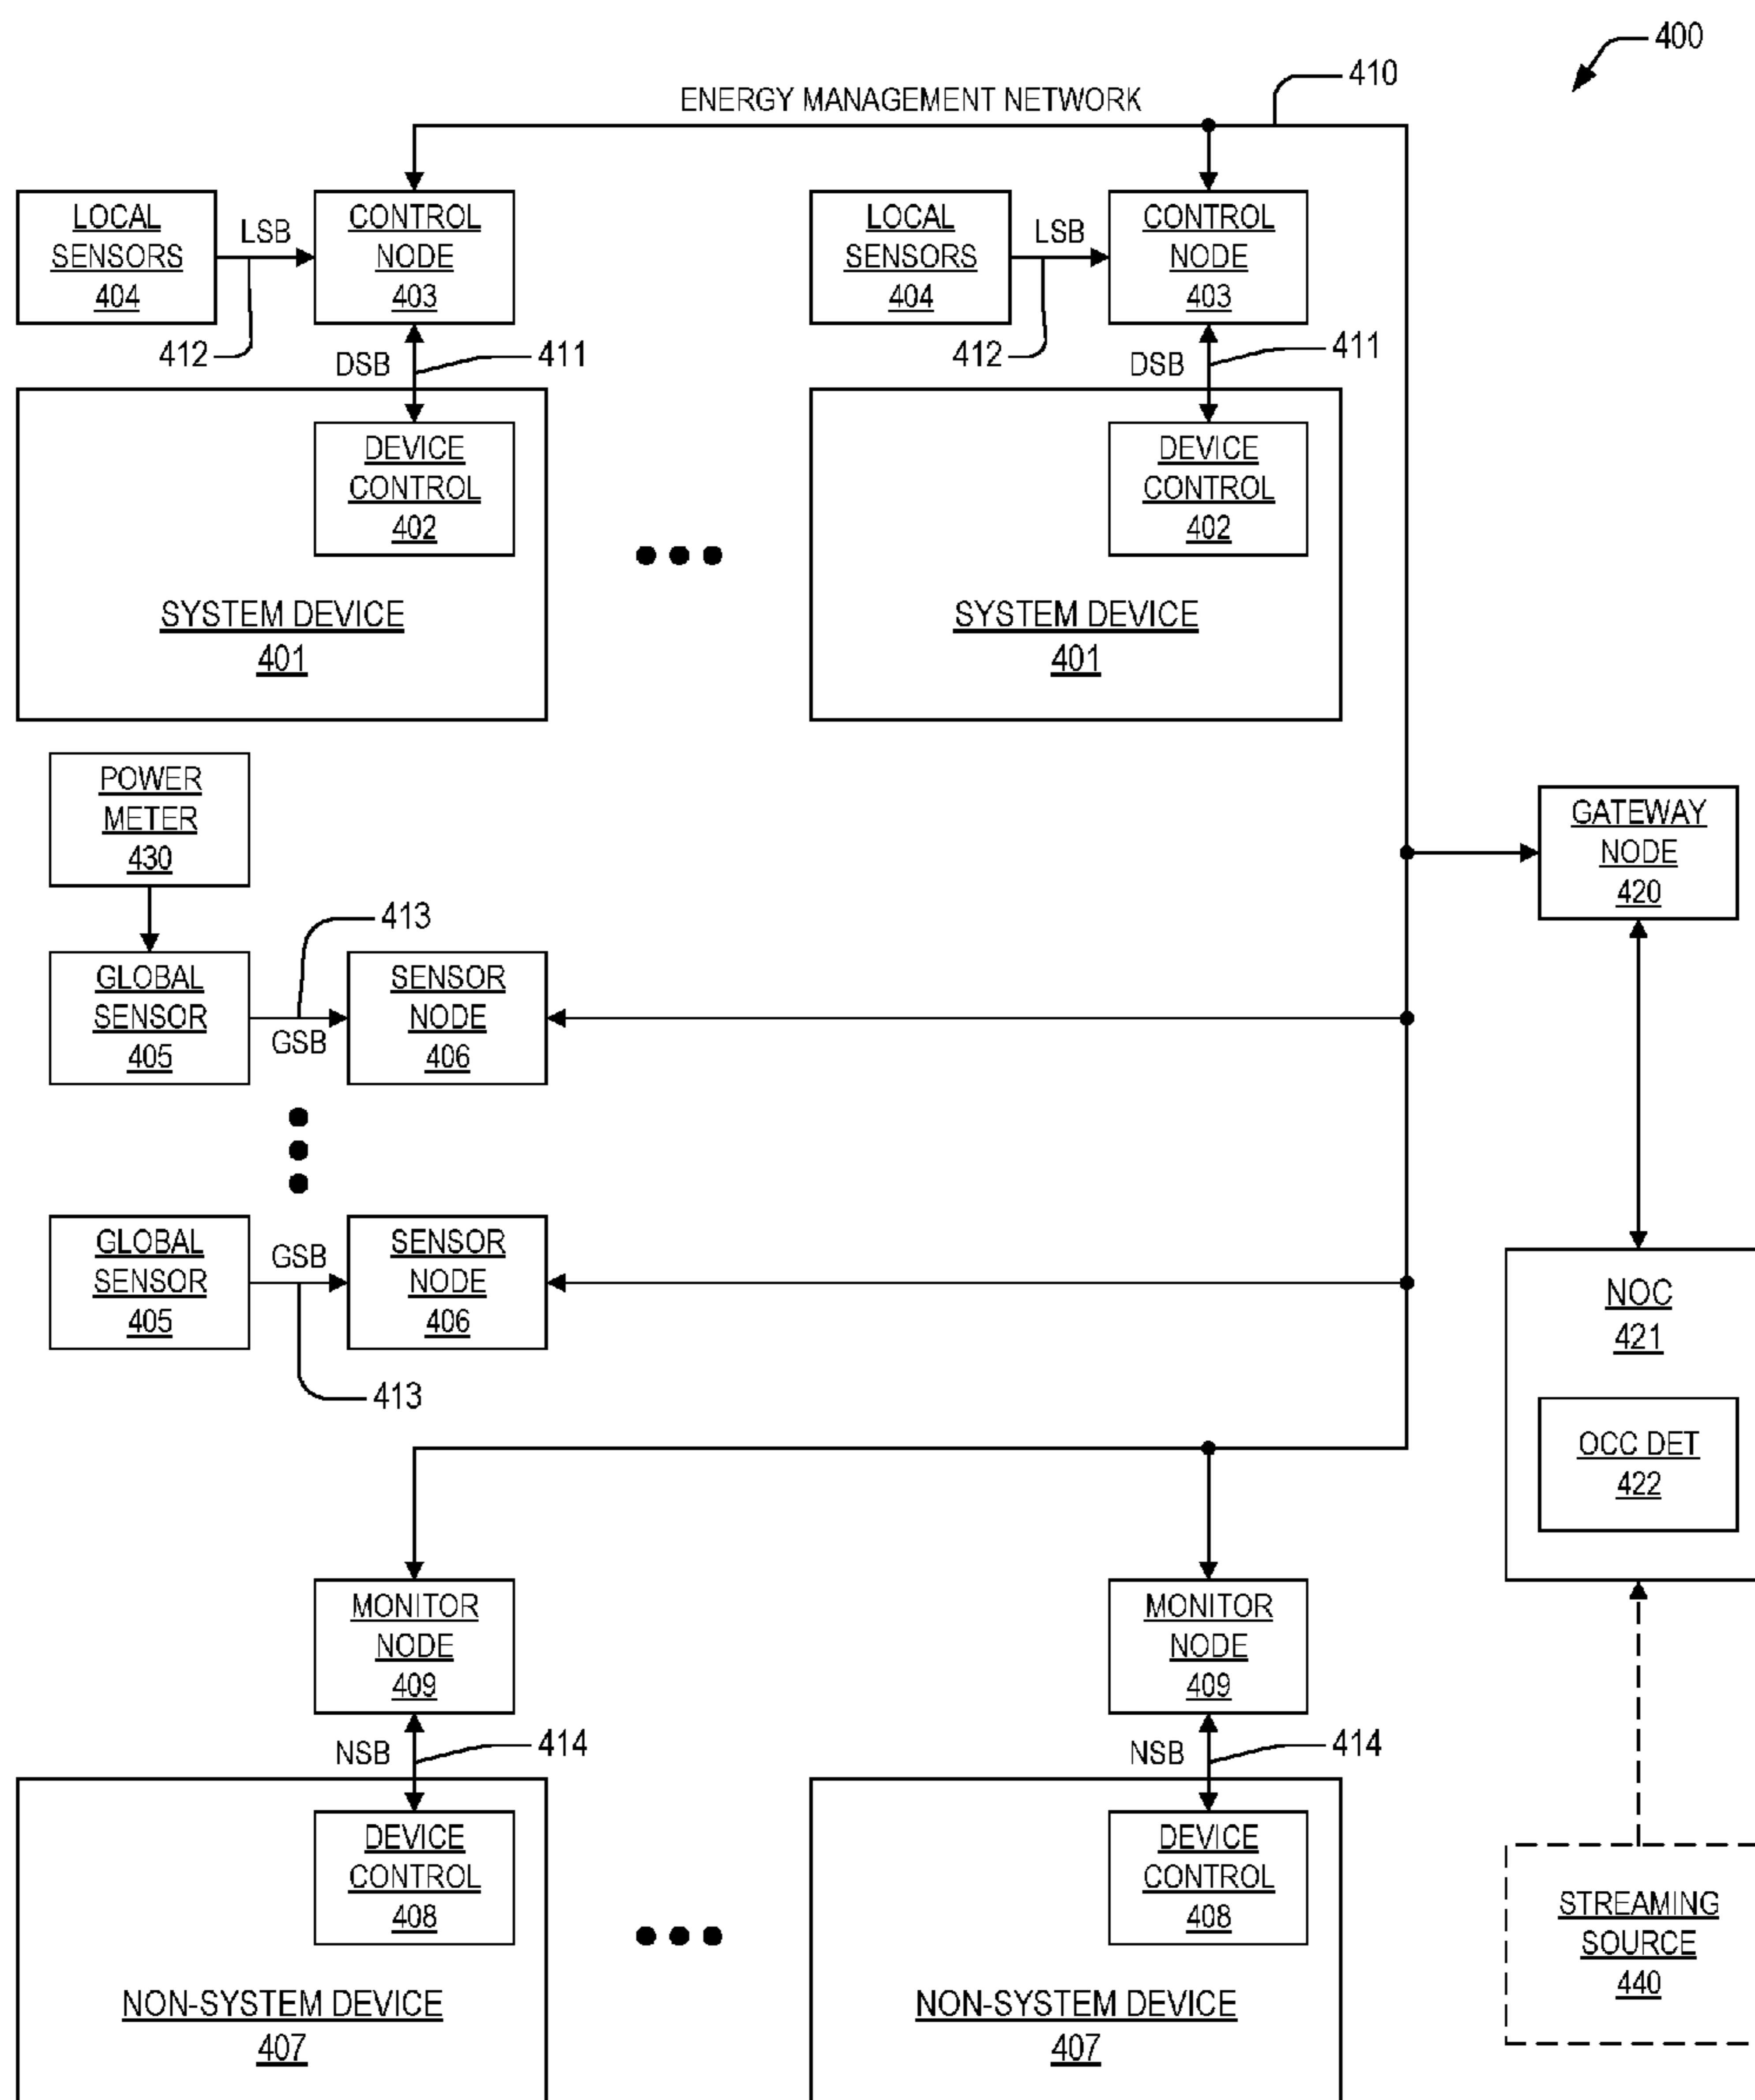 400
410
ENERGY MANAGEMENT NETWORK
LOCAL
SENSORS
404
LSB
412
CONTROL
NODE
403
DSB
411
DEVICE
CONTROL
402
SYSTEM DEVICE
401
LOCAL
SENSORS
404
LSB
412
CONTROL
NODE
403
DSB
411
DEVICE
CONTROL
402
SYSTEM DEVICE
401
POWER
METER
430
GATEWAY
NODE
420
413
GLOBAL
SENSOR
405
GSB
SENSOR
NODE
406
GLOBAL
SENSOR
405
GSB
SENSOR
NODE
406
413
NOC
421
OCC DET
422
MONITOR
NODE
409
NSB
414
DEVICE
CONTROL
408
NON-SYSTEM DEVICE
407
MONITOR
NODE
409
NSB
414
DEVICE
CONTROL
408
NON-SYSTEM DEVICE
407
STREAMING
SOURCE
440